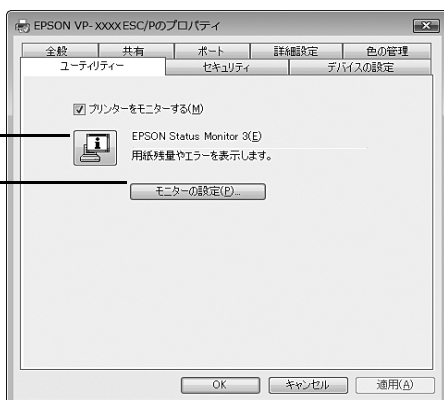 EPSON VP-XXXX ESC/Pのプロパティ
全般 共有 ポート 詳細設定 色の管理
ユーティリティー セキュリティ デバイスの設定
プリンターをモニターする(M)
EPSON Status Monitor 3(E)
用紙残量やエラーを表示します。
モニターの設定(P)...
OK キャンセル 適用(A)